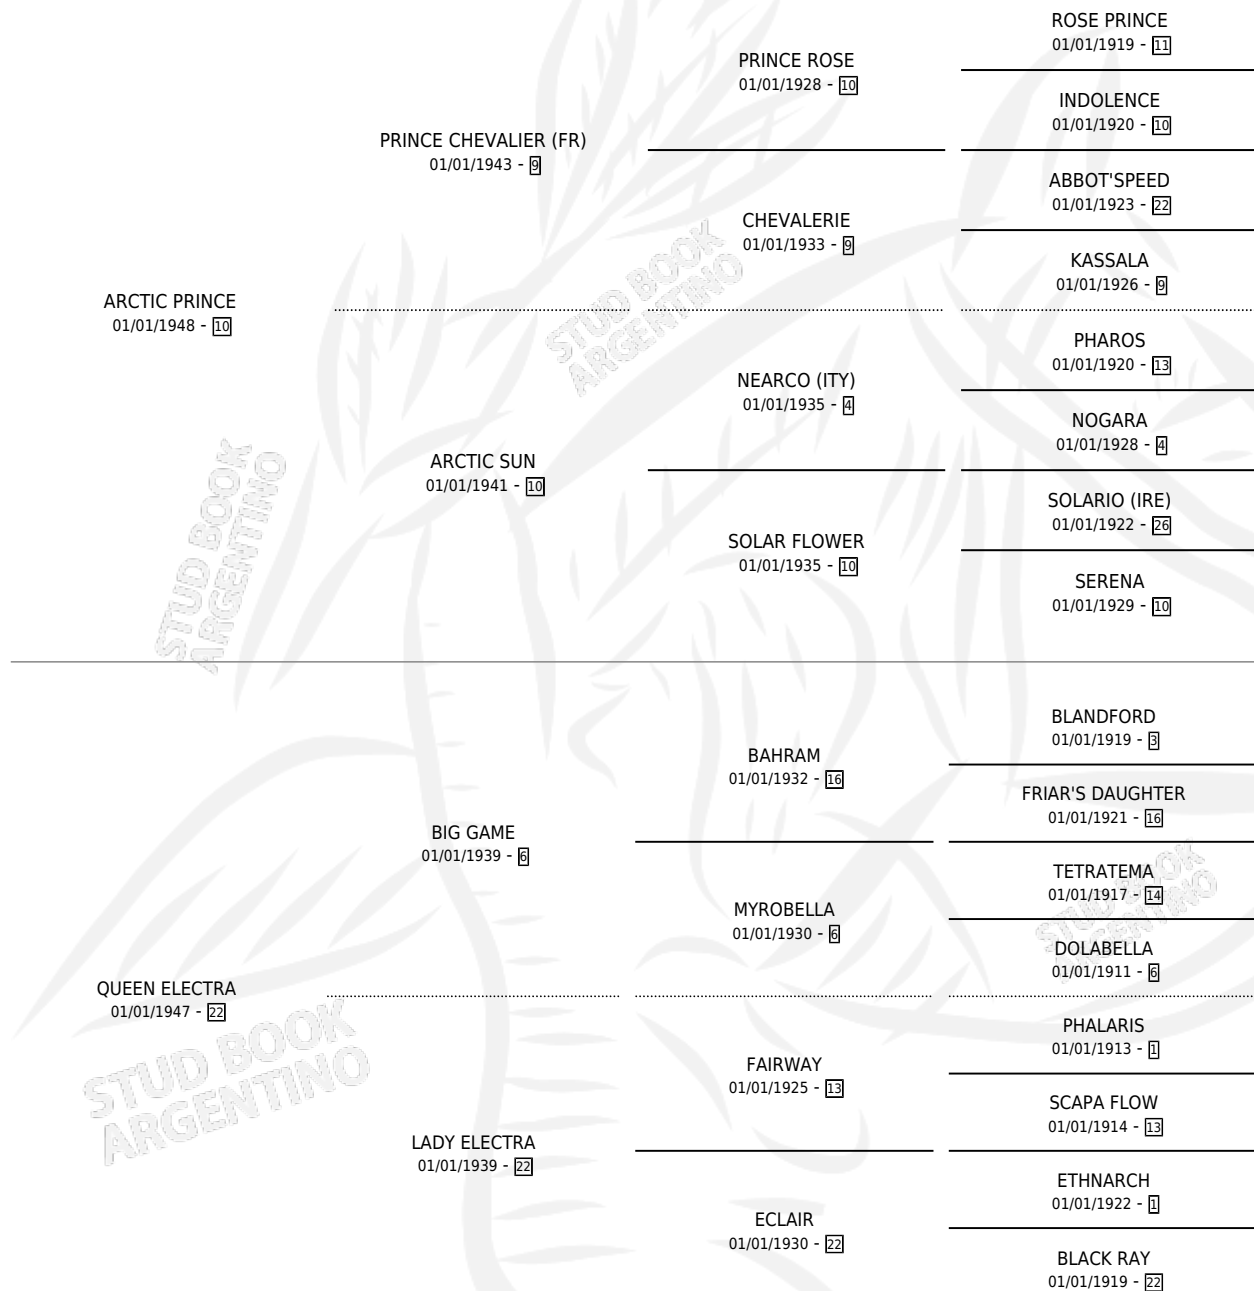 ROSE PRINCE
01/01/1919 - 11
PRINCE ROSE
01/01/1928 - 10
INDOLENCE
01/01/1920 - 10
PRINCE CHEVALIER (FR)
01/01/1943 - 9
ABBOT'SPEED
01/01/1923 - 22
CHEVALERIE
01/01/1933 - 9
KASSALA
01/01/1926 - 9
ARCTIC PRINCE
01/01/1948 - 10
STUD BOOK
ARGENTINO
PHAROS
01/01/1920 - 13
NEARCO (ITY)
01/01/1935 - 4
NOGARA
01/01/1928 - 4
ARCTIC SUN
01/01/1941 - 10
SOLARIO (IRE)
01/01/1922 - 26
SOLAR FLOWER
01/01/1935 - 10
SERENA
01/01/1929 - 10
STUD BOOK
ARGENTINO
BLANDFORD
01/01/1919 - 3
BAHRAM
01/01/1932 - 16
FRIAR'S DAUGHTER
01/01/1921 - 16
BIG GAME
01/01/1939 - 6
TETRATEMA
01/01/1917 - 14
MYROBELLA
01/01/1930 - 6
DOLABELLA
01/01/1911 - 6
STUD BOOK
ARGENTINO
QUEEN ELECTRA
01/01/1947 - 22
PHALARIS
01/01/1913 - 1
FAIRWAY
01/01/1925 - 13
SCAPA FLOW
01/01/1914 - 13
STUD BOOK
ARGENTINO
LADY ELECTRA
01/01/1939 - 22
ETHNARCH
01/01/1922 - 1
ECLAIR
01/01/1930 - 22
BLACK RAY
01/01/1919 - 22